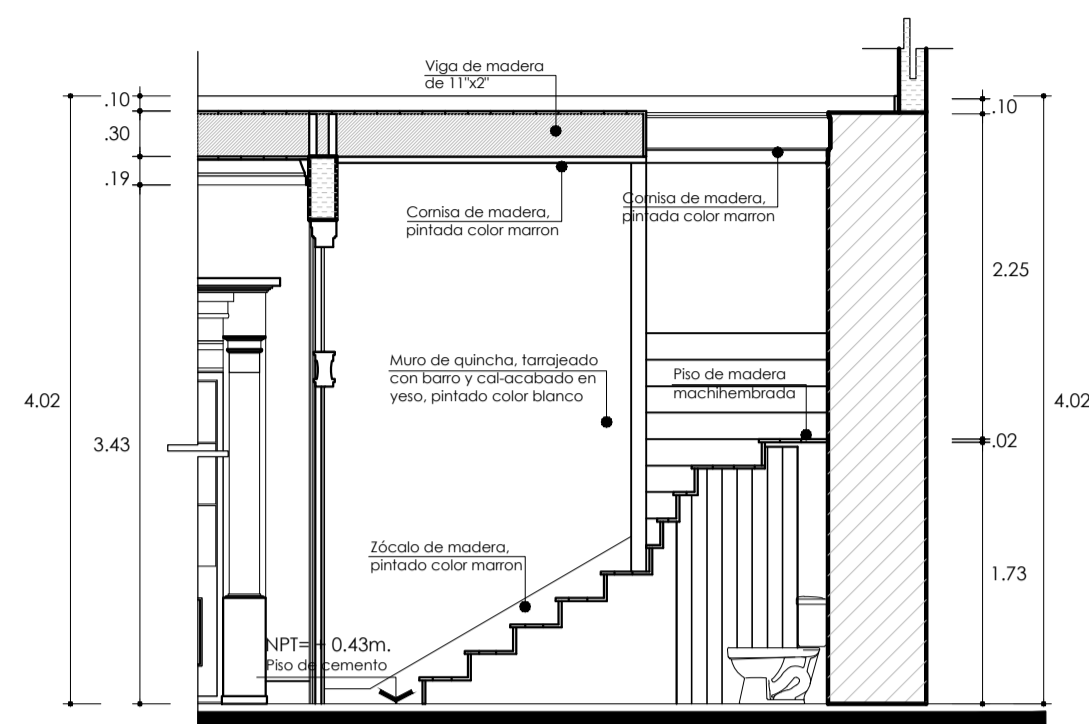 Viga de madera
de 11"x2"
.10
.30
.19
.10
Cornisa de madera,
pintada color marron
Cornisa de madera,
pintada color marron
2.25
Muro de quincha, tarrajeado
con barro y cal-acabado en
yeso, pintado color blanco
Piso de madera
machihembrada
4.02
4.02
3.43
.02
Zócalo de madera,
pintado color marron
1.73
NPT= + 0.43m.
Piso de cemento